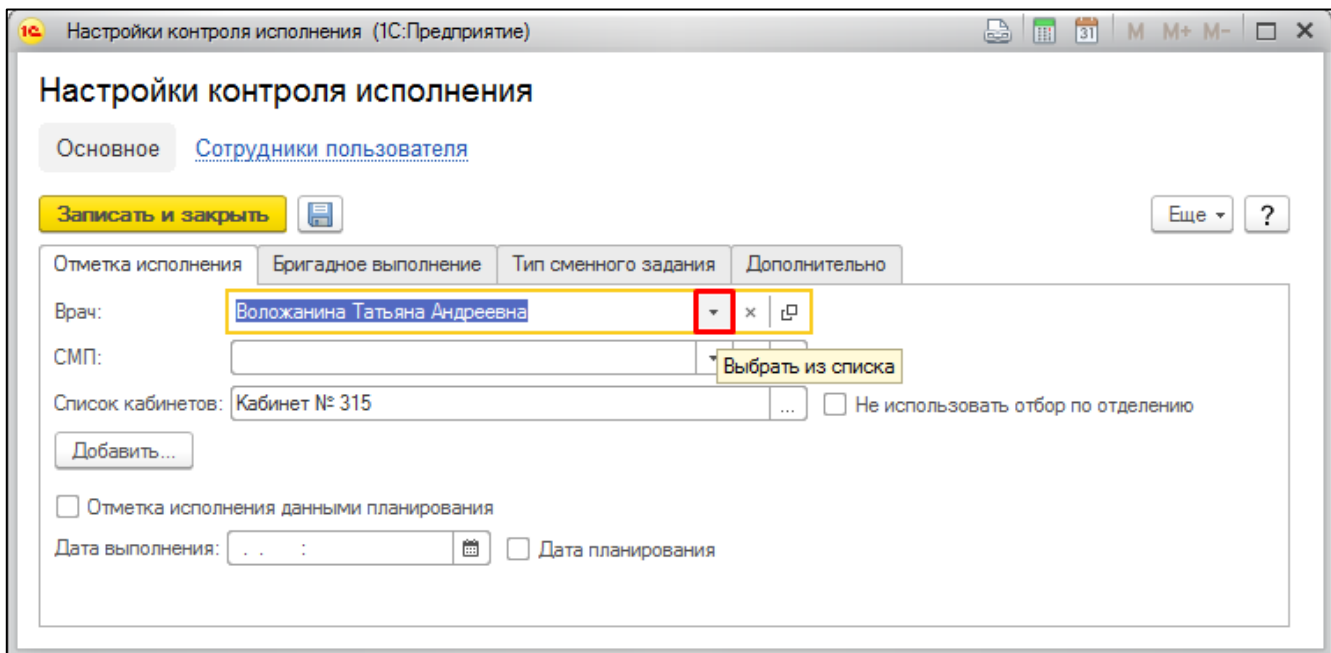 1С Настройки контроля исполнения (1С:Предприятие) 31 M M+ M-
Настройки контроля исполнения
Основное Сотрудники пользователя
Записать и закрыть Еще ?
Отметка исполнения Бригадное выполнение Тип сменного задания Дополнительно
Врач: Воложанина Татьяна Андреевна
СМП:
Выбрать из списка
Список кабинетов: Кабинет № 315 ... Не использовать отбор по отделению
Добавить...
Отметка исполнения данными планирования
Дата выполнения: . . : Дата планирования